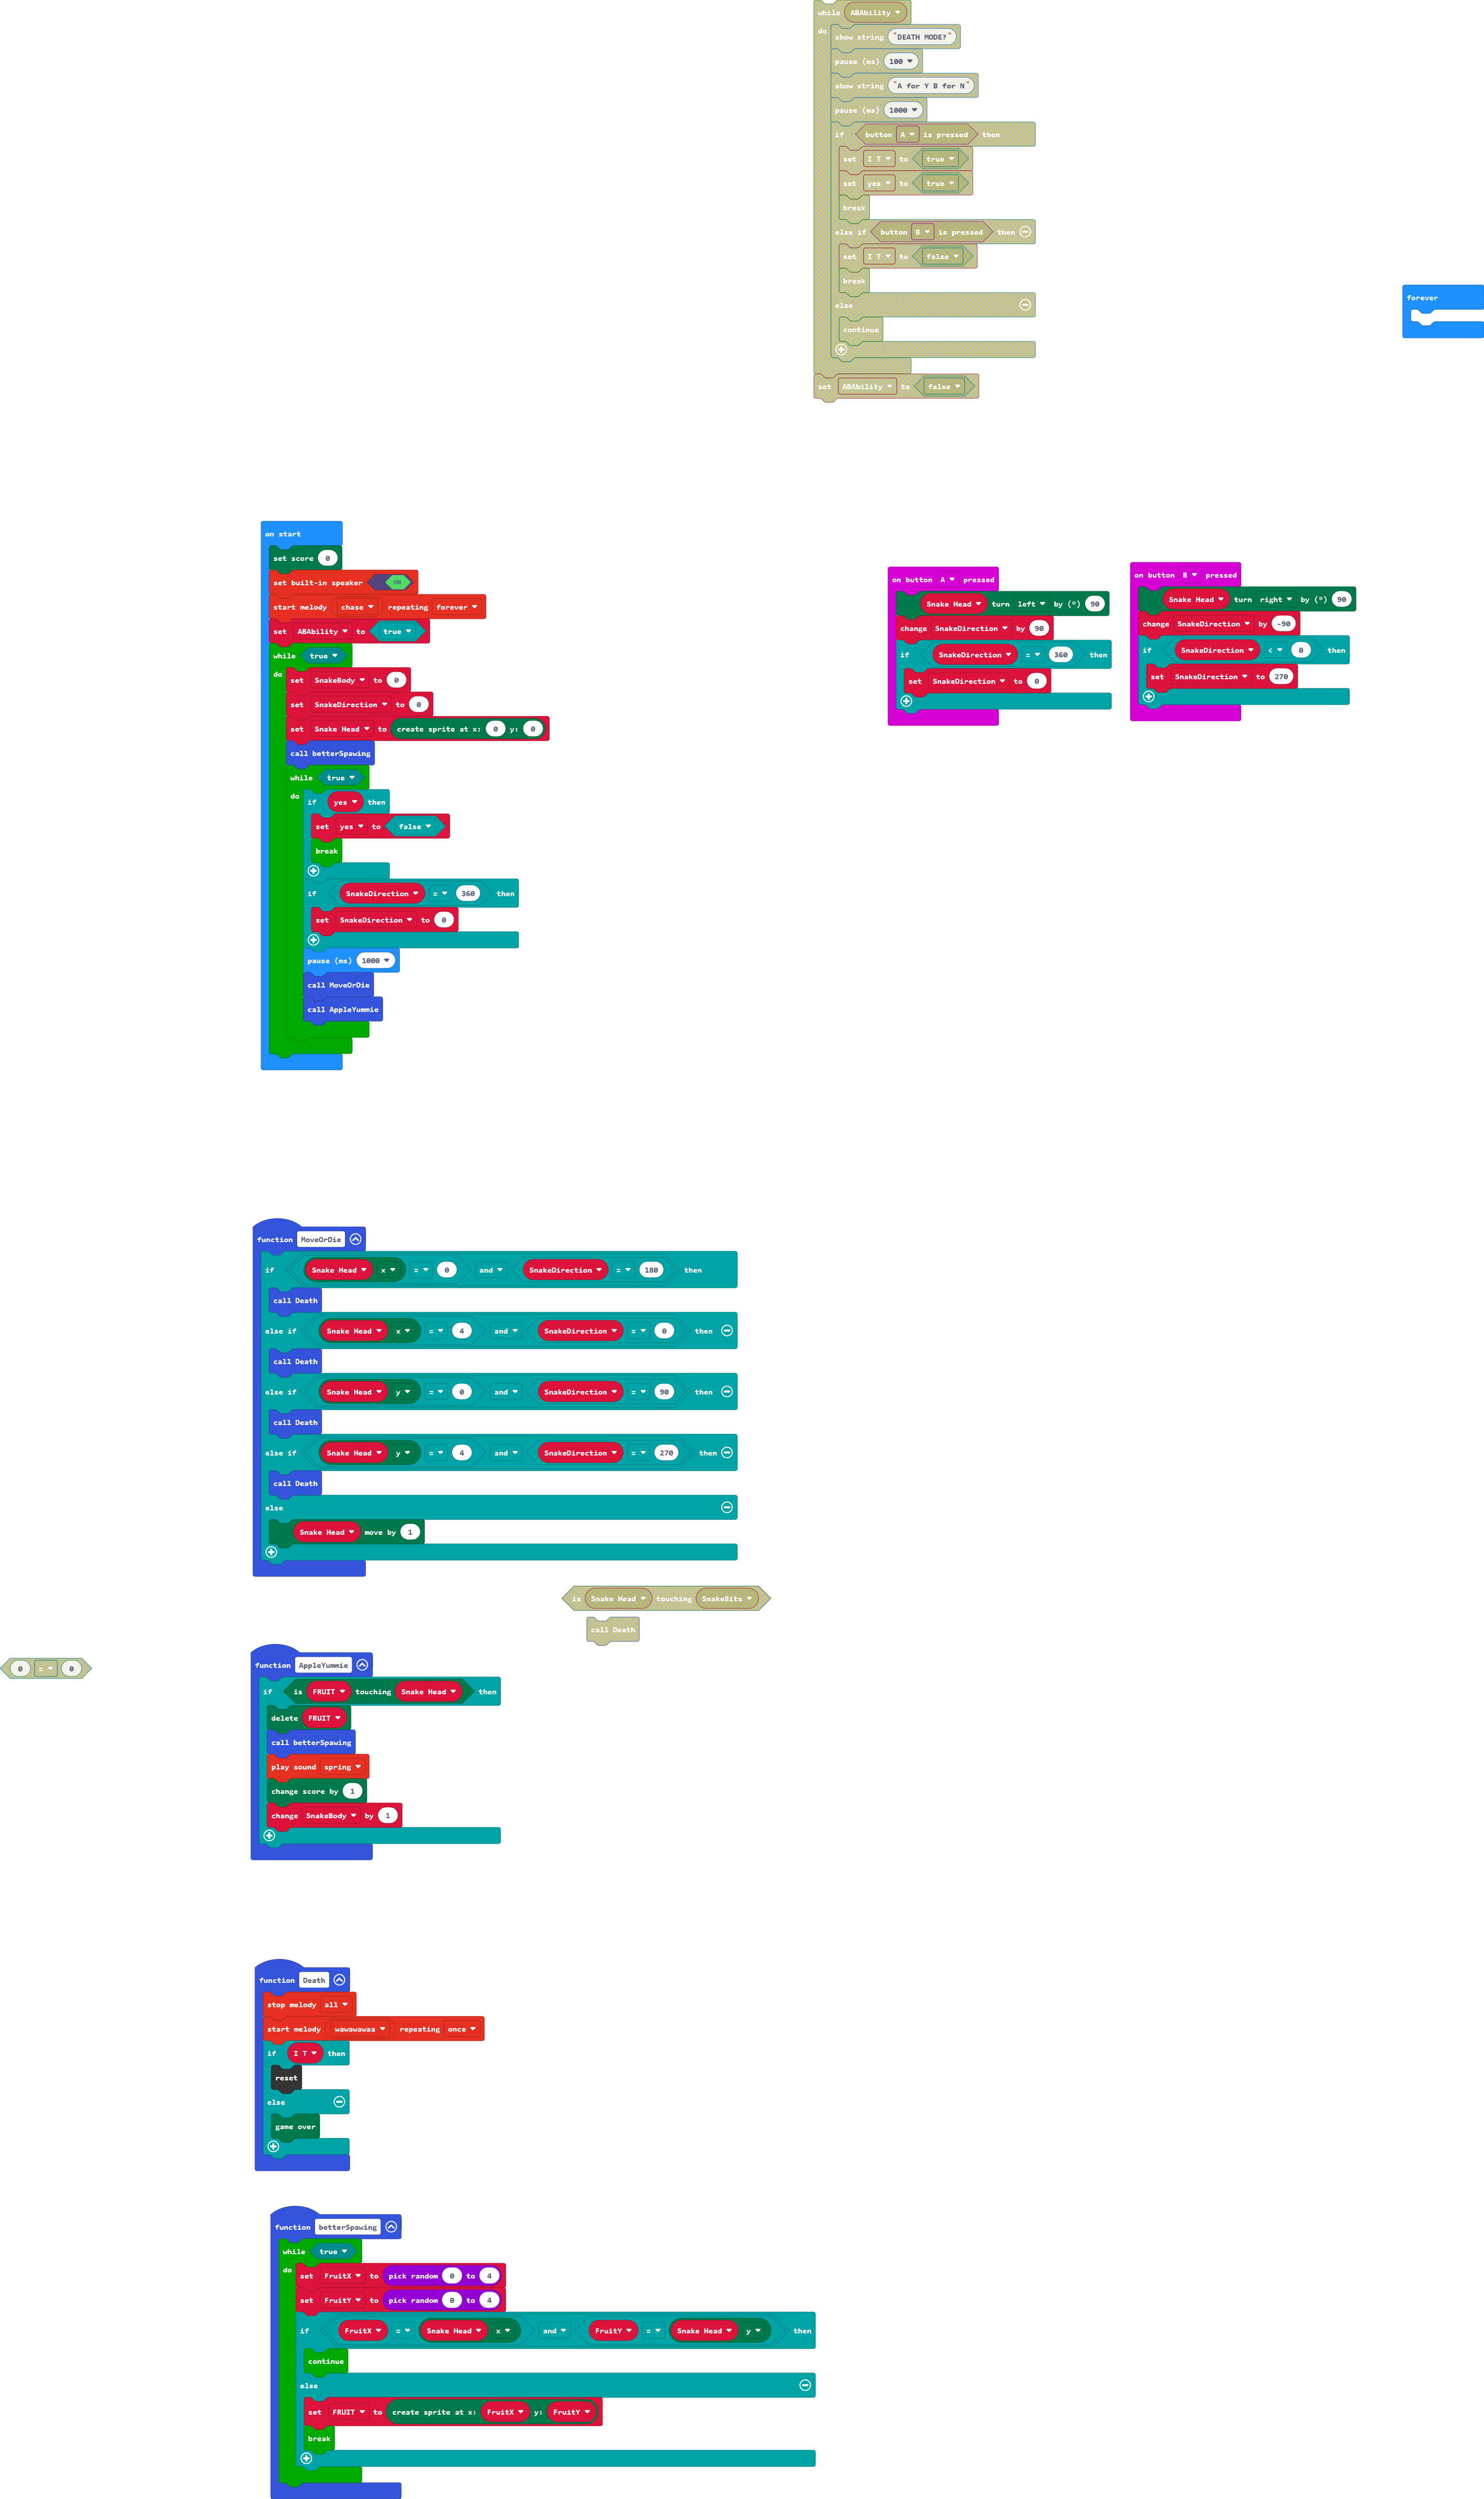 while ABAbility
do
show string "DEATH MODE?"
pause (ms) 100
show string "A for Y B for N"
pause (ms) 1000
if button A is pressed then
set I T to true
set yes to true
break
else if button B is pressed then
set I T to false
break
else
continue
set ABAbility to false
forever
on start
set score 0
set built-in speaker ON
start melody chase repeating forever
set ABAbility to true
while true
do
set SnakeBody to 0
set SnakeDirection to 0
set Snake Head to create sprite at x: 0 y: 0
call betterSpawing
while true
do
if yes then
set yes to false
break
if SnakeDirection = 360 then
set SnakeDirection to 0
pause (ms) 1000
call MoveOrDie
call AppleYummie
on button A pressed
Snake Head turn left by (°) 90
change SnakeDirection by 90
if SnakeDirection = 360 then
set SnakeDirection to 0
on button B pressed
Snake Head turn right by (°) 90
change SnakeDirection by -90
if SnakeDirection < 0 then
set SnakeDirection to 270
function MoveOrDie
if Snake Head x = 0 and SnakeDirection = 180 then
call Death
else if Snake Head x = 4 and SnakeDirection = 0 then
call Death
else if Snake Head y = 0 and SnakeDirection = 90 then
call Death
else if Snake Head y = 4 and SnakeDirection = 270 then
call Death
else
Snake Head move by 1
is Snake Head touching SnakeBits
call Death
0 = 0
function AppleYummie
if is FRUIT touching Snake Head then
delete FRUIT
call betterSpawing
play sound spring
change score by 1
change SnakeBody by 1
function Death
stop melody all
start melody wawawawaa repeating once
if I T then
reset
else
game over
function betterSpawing
while true
do
set FruitX to pick random 0 to 4
set FruitY to pick random 0 to 4
if FruitX = Snake Head x and FruitY = Snake Head y then
continue
else
set FRUIT to create sprite at x: FruitX y: FruitY
break